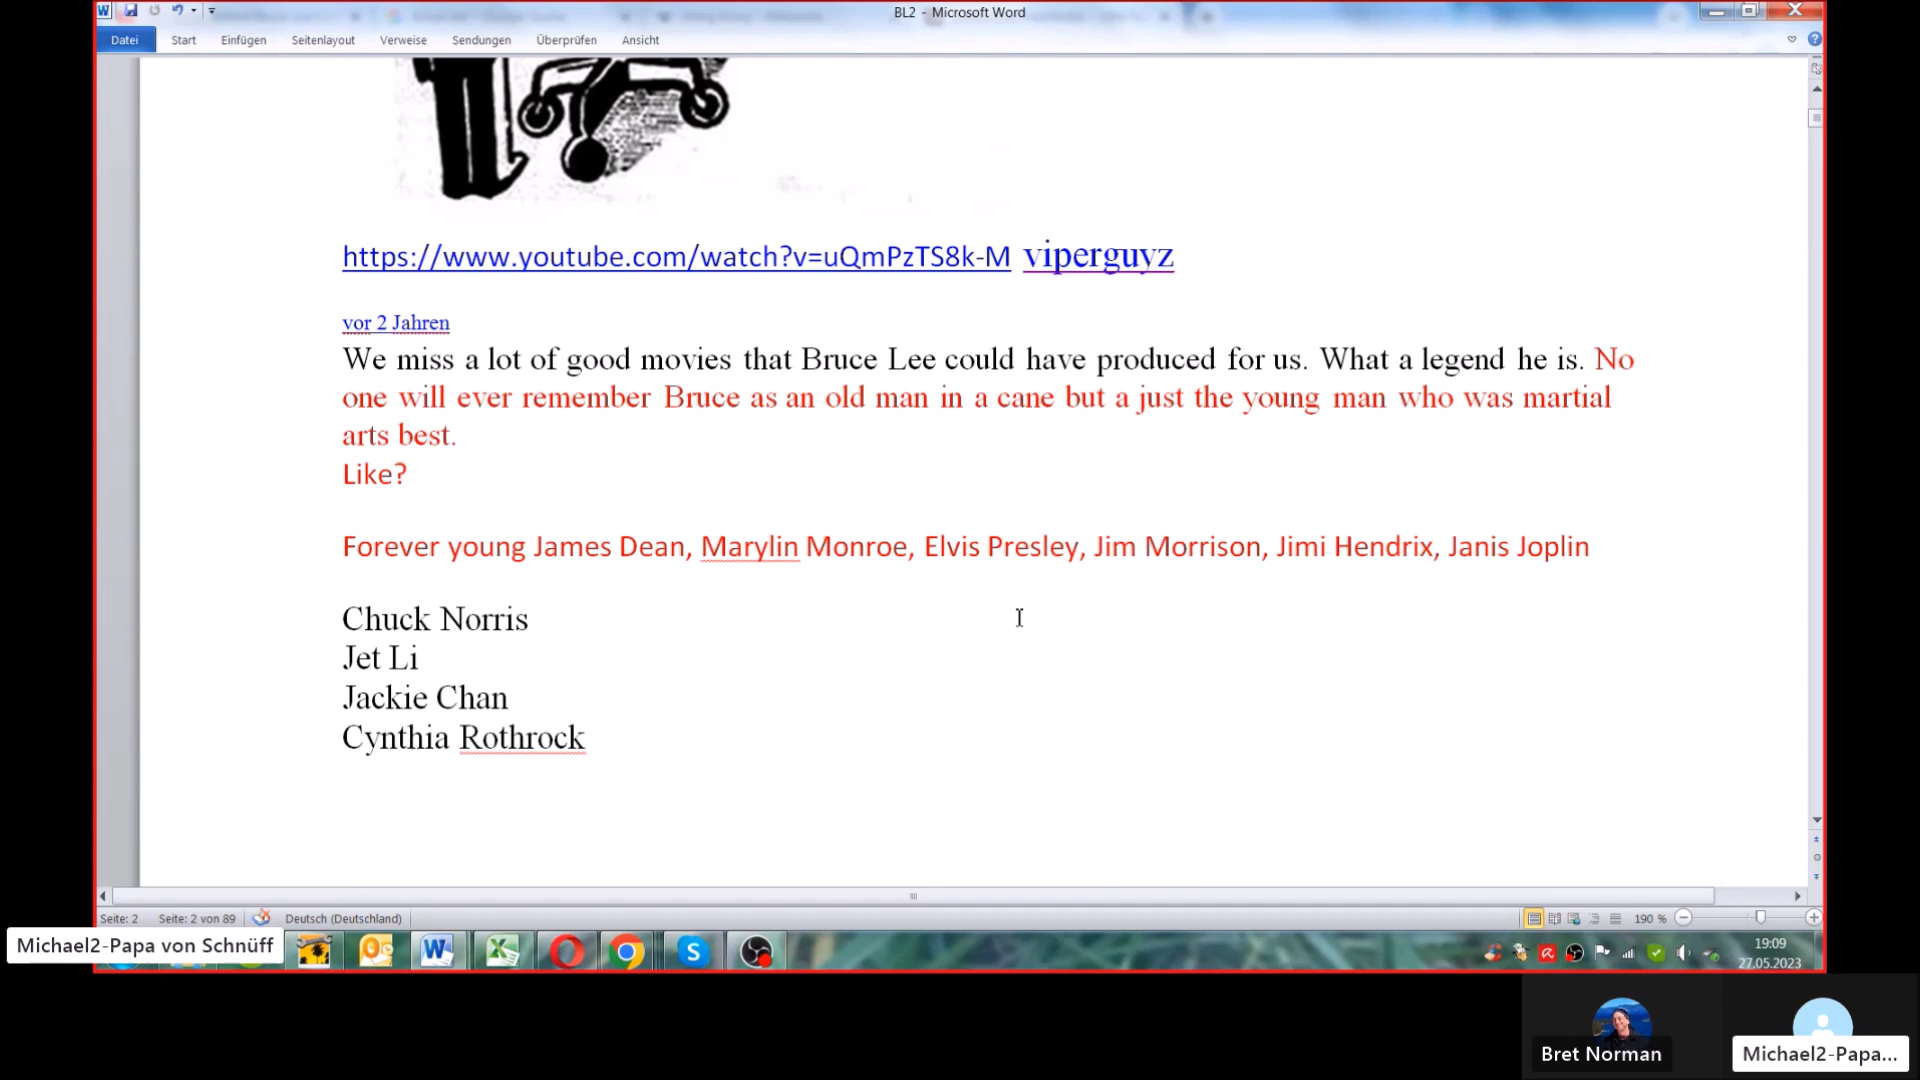 BL2 - Microsoft Word
Datei Start Einfügen Seitenlayout Verweise Sendungen Überprüfen Ansicht
https://www.youtube.com/watch?v=uQmPzTS8k-M viperguyz
vor 2 Jahren
We miss a lot of good movies that Bruce Lee could have produced for us. What a legend he is. No
one will ever remember Bruce as an old man in a cane but a just the young man who was martial
arts best.
Like?
Forever young James Dean, Marylin Monroe, Elvis Presley, Jim Morrison, Jimi Hendrix, Janis Joplin
Chuck Norris
Jet Li
Jackie Chan
Cynthia Rothrock
Seite: 2 Seite: 2 von 89 Deutsch (Deutschland) 190 %
Michael2-Papa von Schnüff
19:09
27.05.2023
Bret Norman Michael2-Papa...